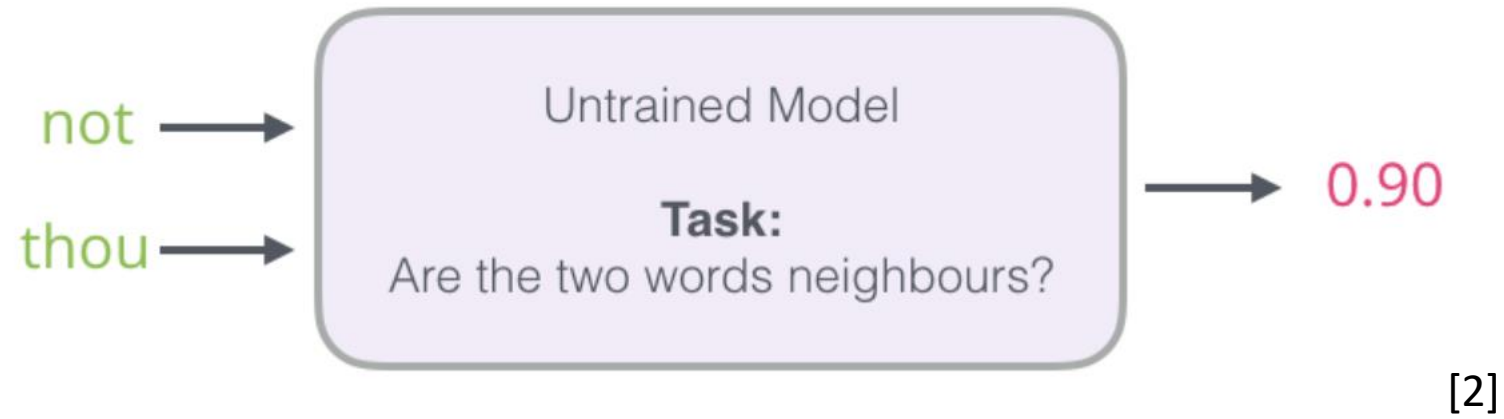 not
thou
Untrained Model
Task:
Are the two words neighbours?
0.90
[2]